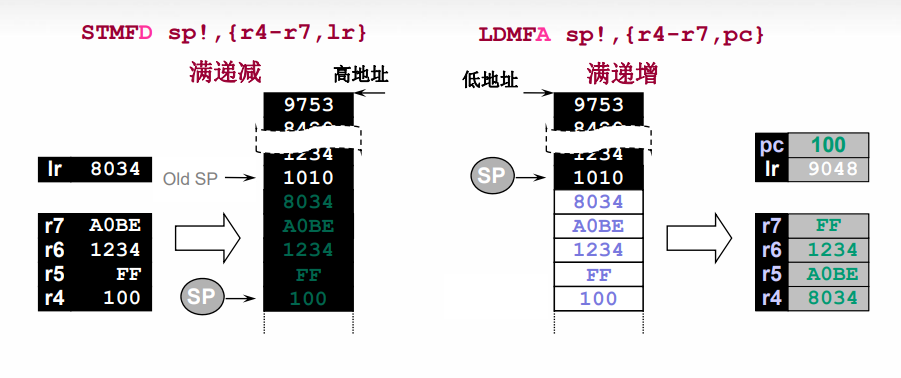 STMFD sp!,{r4-r7,lr}
满递减
高地址
9753
1234
1010
8034
A0BE
1234
FF
100
lr 8034
Old SP
r7 A0BE
r6 1234
r5 FF
r4 100
SP
LDMFA sp!,{r4-r7,pc}
低地址
满递增
9753
1234
1010
8034
A0BE
1234
FF
100
SP
pc 100
lr 9048
r7 FF
r6 1234
r5 A0BE
r4 8034